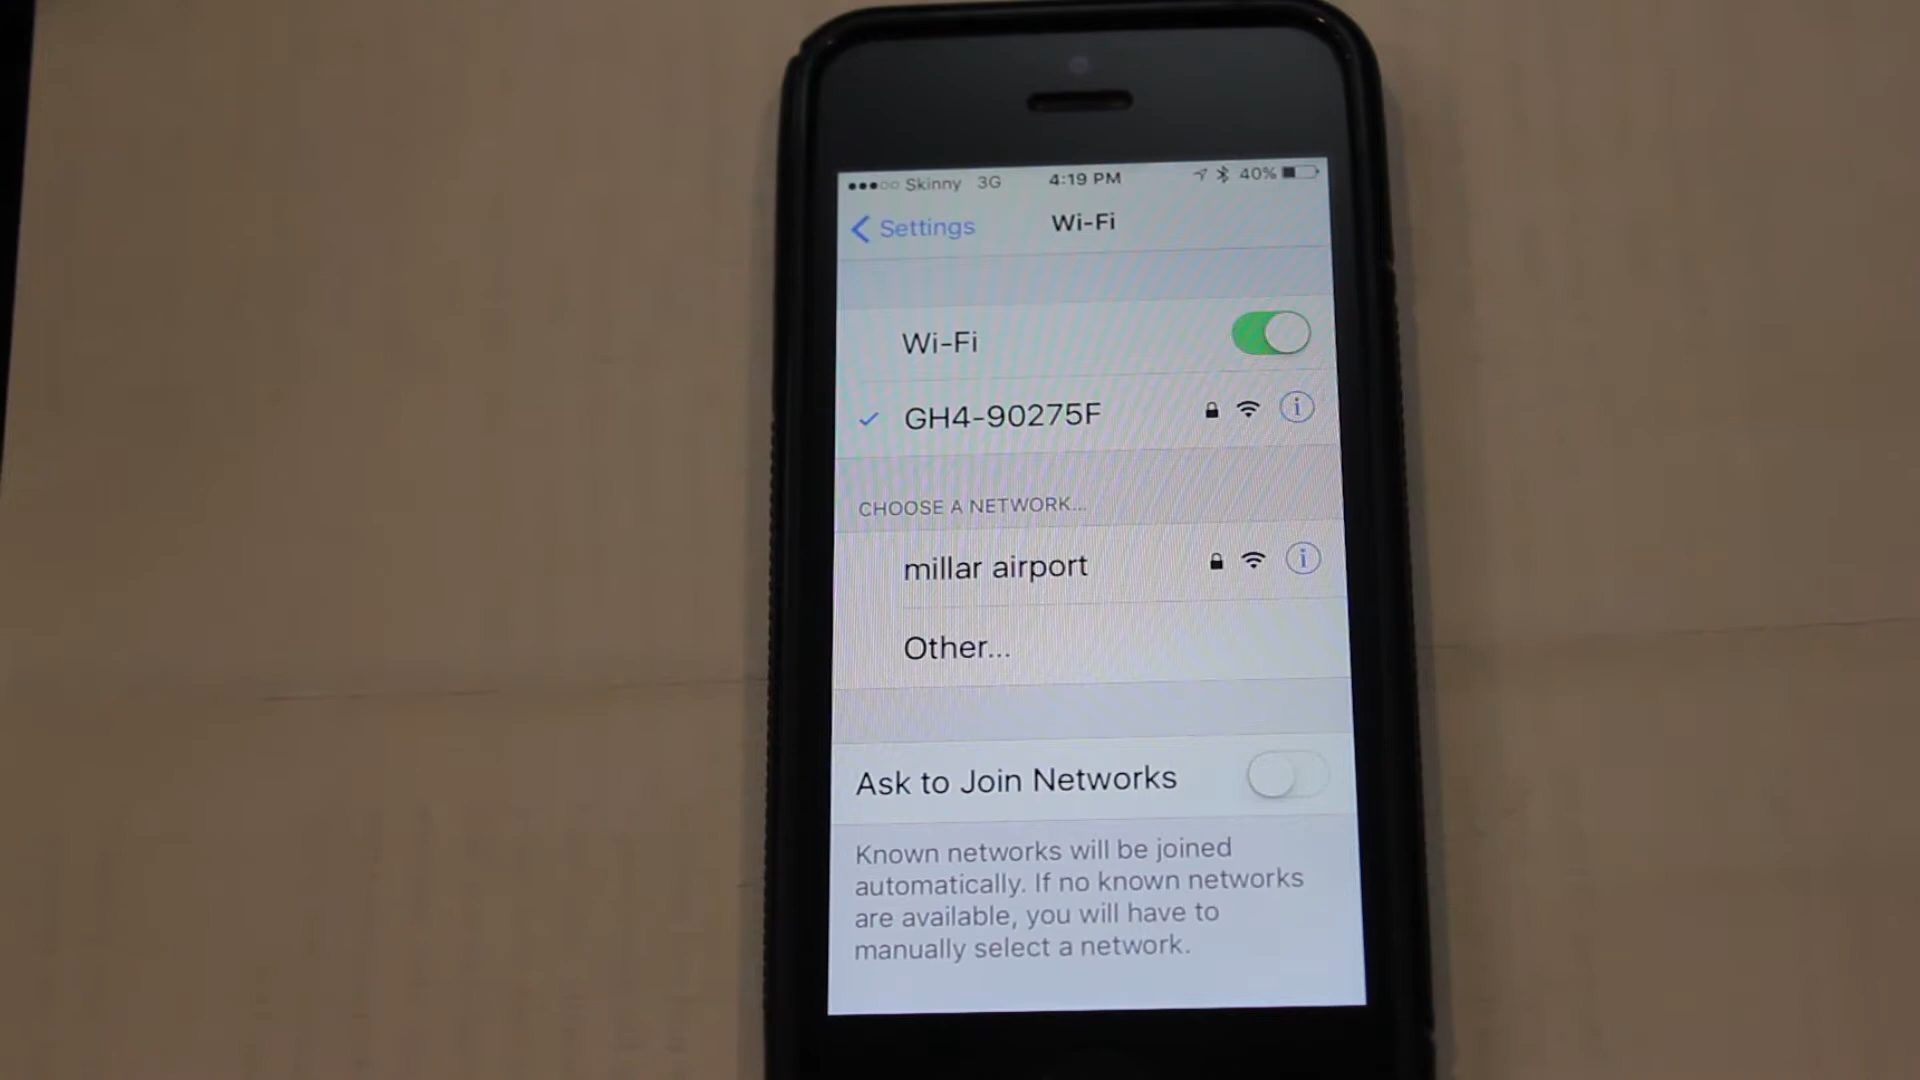 Skinny 3G 4:19 PM 40%
Settings Wi-Fi
Wi-Fi
GH4-90275F
CHOOSE A NETWORK...
millar airport
Other...
Ask to Join Networks
Known networks will be joined
automatically. If no known networks
are available, you will have to
manually select a network.